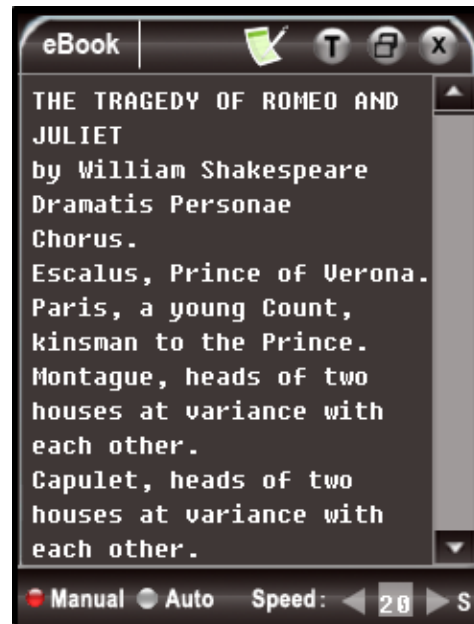 eBook T X
THE TRAGEDY OF ROMEO AND
JULIET
by William Shakespeare
Dramatis Personae
Chorus.
Escalus, Prince of Verona.
Paris, a young Count,
kinsman to the Prince.
Montague, heads of two
houses at variance with
each other.
Capulet, heads of two
houses at variance with
each other.
Manual Auto Speed: 20 S